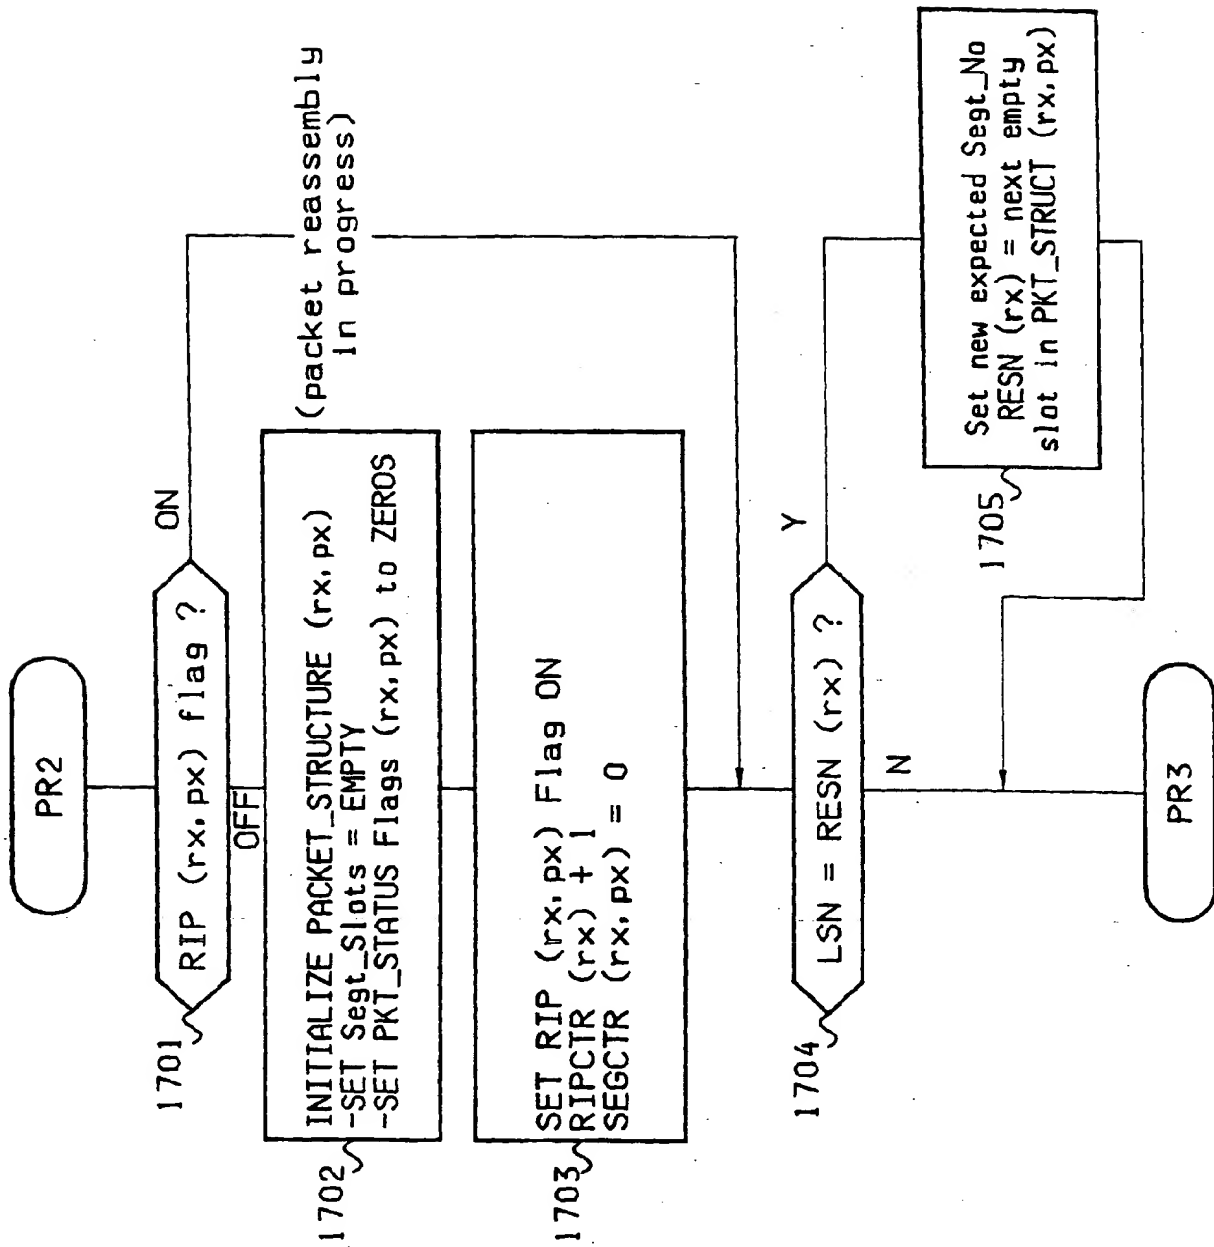 PR2
1701
RIP (rx,px) flag ?
ON
OFF
1702
INITIALIZE PACKET_STRUCTURE (rx,px)
-SET Segt_Slots = EMPTY
-SET PKT_STATUS Flags (rx,px) to ZEROS
(packet reassembly
in progress)
1703
SET RIP (rx,px) Flag ON
RIPCTR (rx) + 1
SEGCTR (rx,px) = 0
1704
LSN = RESN (rx) ?
Y
N
1705
Set new expected Segt_No
RESN (rx) = next empty
slot in PKT_STRUCT (rx,px)
PR3